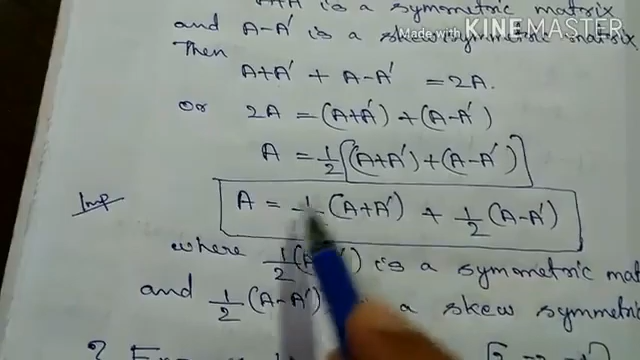 A+A′ is a symmetric matrix
Made with KINEMASTER
and A-A′ is a skew symmetric matrix.
Then
A+A′ + A-A′ = 2A.
or 2A = (A+A′) + (A-A′)
A = 1/2[(A+A′) + (A-A′)]
Imp A = 1/2(A+A′) + 1/2(A-A′)
where 1/2( ′) is a symmetric mat
and 1/2(A-A′) a skew symmetric